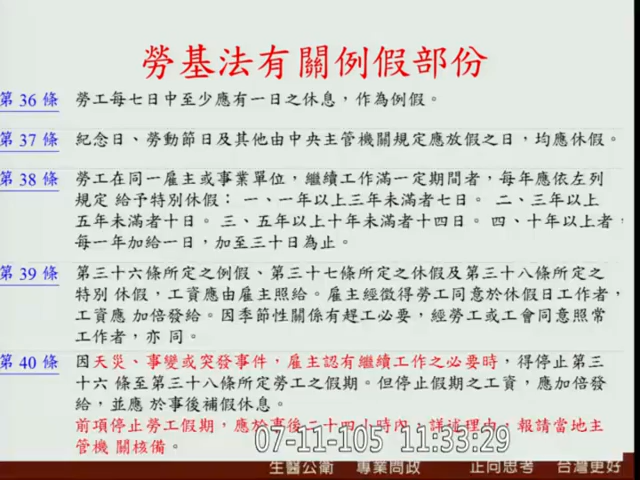 勞基法有關例假部份
第 36 條 勞工每七日中至少應有一日之休息，作為例假。
第 37 條 紀念日、勞動節日及其他由中央主管機關規定應放假之日，均應休假。
第 38 條 勞工在同一雇主或事業單位，繼續工作滿一定期間者，每年應依左列
規定 給予特別休假： 一、一年以上三年未滿者七日。 二、三年以上
五年未滿者十日。 三、五年以上十年未滿者十四日。 四、十年以上者，
每一年加給一日，加至三十日為止。
第 39 條 第三十六條所定之例假、第三十七條所定之休假及第三十八條所定之
特別 休假，工資應由雇主照給。雇主經徵得勞工同意於休假日工作者，
工資應 加倍發給。因季節性關係有趕工必要，經勞工或工會同意照常
工作者，亦 同。
第 40 條 因天災、事變或突發事件，雇主認有繼續工作之必要時，得停止第三
十六 條至第三十八條所定勞工之假期。但停止假期之工資，應加倍發
給，並應 於事後補假休息。
前項停止勞工假期，應於事後二十四小時內，詳述理由，報請當地主
管機 關核備。
07-11-105 11:33:29
生醫公衛 專業問政 正向思考 台灣更好